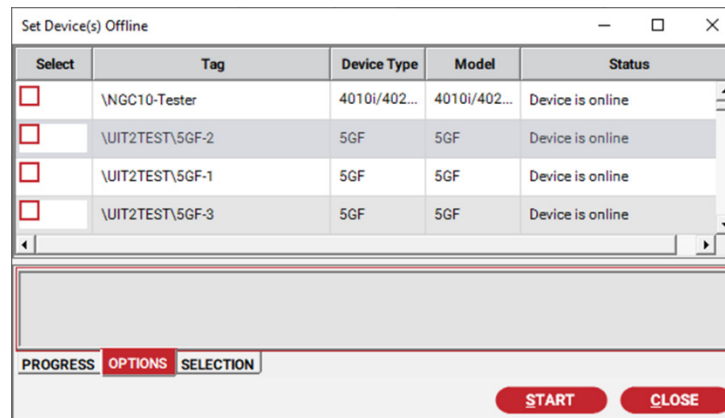 Set Device(s) Offline
Select Tag Device Type Model Status
\NGC10-Tester 4010i/402... 4010i/402... Device is online
\UIT2TEST\5GF-2 5GF 5GF Device is online
\UIT2TEST\5GF-1 5GF 5GF Device is online
\UIT2TEST\5GF-3 5GF 5GF Device is online
PROGRESS OPTIONS SELECTION
START CLOSE